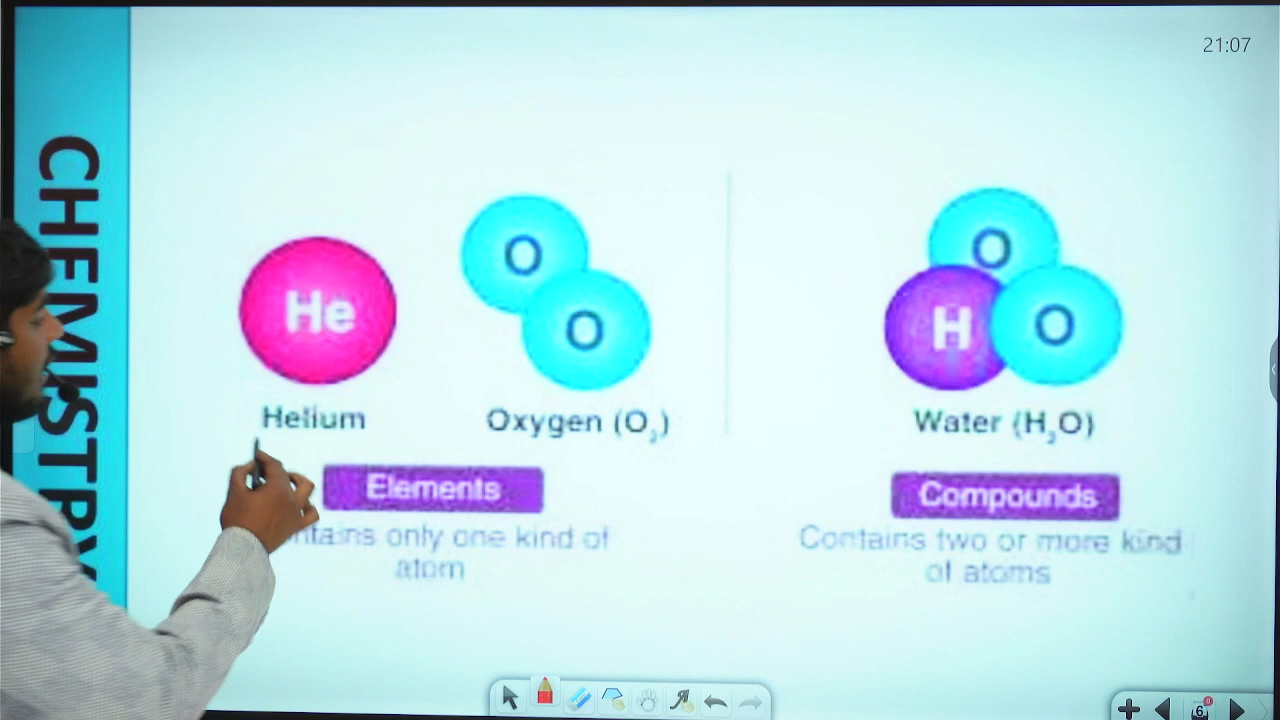 21:07
CHEMISTRY
He
O
O
O
H
O
Helium
Oxygen (O₂)
Water (H₂O)
Elements
Compounds
only one kind of
atom
Contains two or more kind
of atoms
6